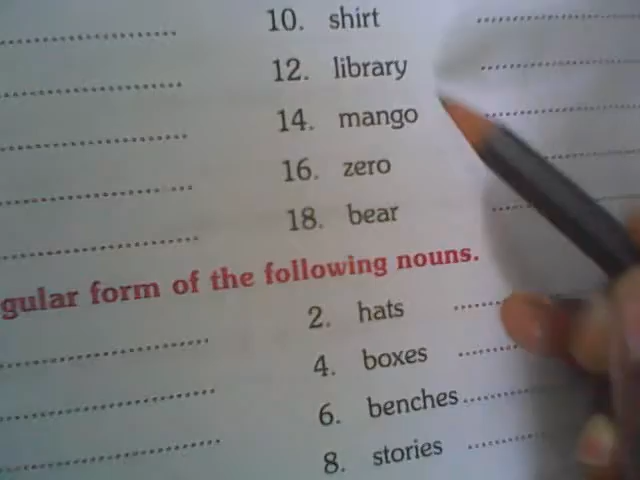 10. shirt
12. library
14. mango
16. zero
18. bear
gular form of the following nouns.
2. hats
4. boxes
6. benches
8. stories